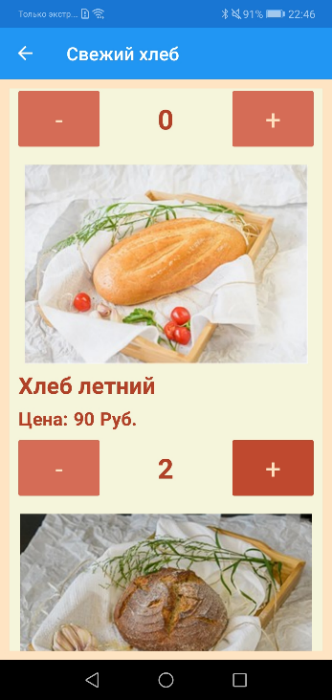 Только экстр... 91% 22:46
Свежий хлеб
- 0 +
Хлеб летний
Цена: 90 Руб.
- 2 +